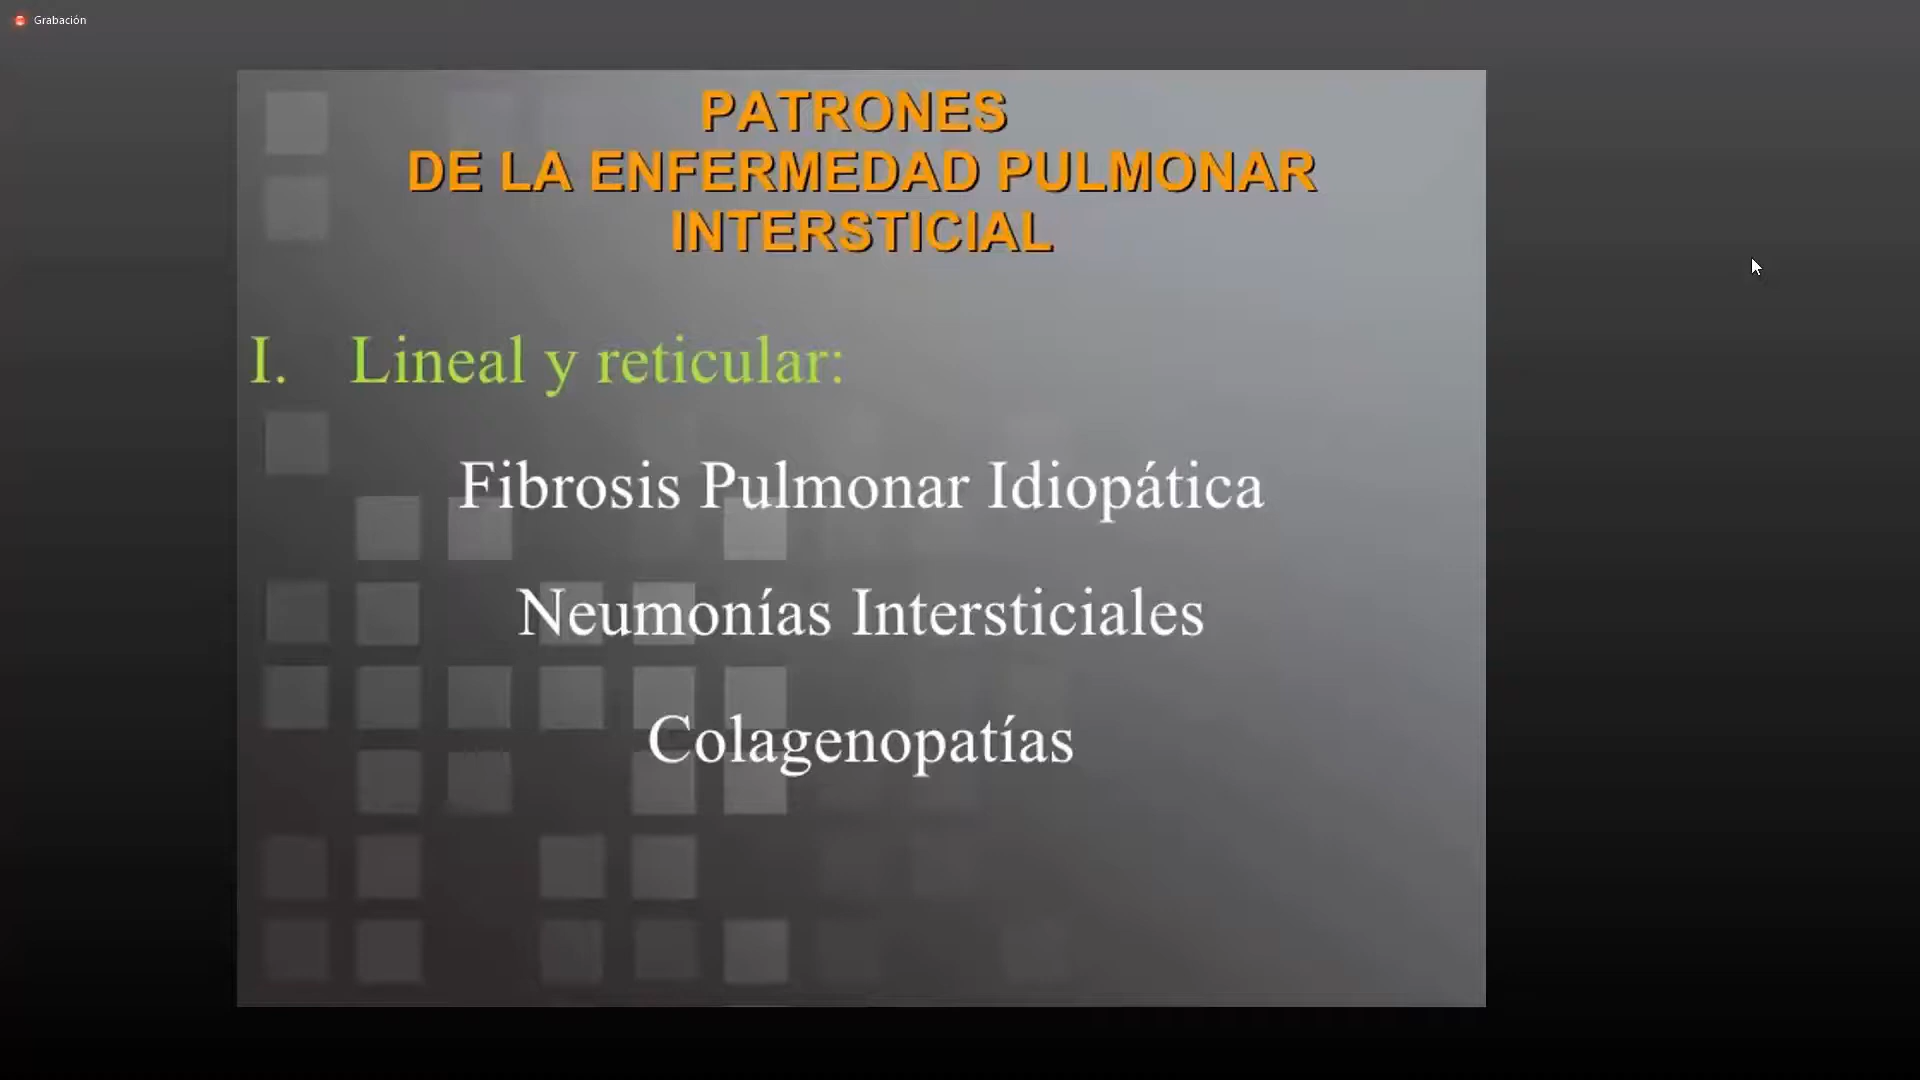 Grabación
PATRONES
DE LA ENFERMEDAD PULMONAR
INTERSTICIAL
I. Lineal y reticular:
Fibrosis Pulmonar Idiopática
Neumonías Intersticiales
Colagenopatías